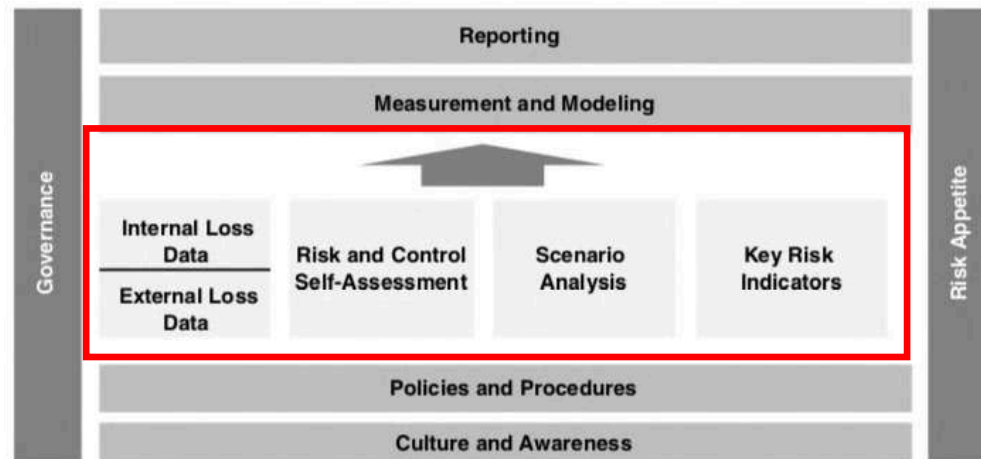 Reporting
Measurement and Modeling
Governance
Internal Loss
Data
External Loss
Data
Risk and Control
Self-Assessment
Scenario
Analysis
Key Risk
Indicators
Risk Appetite
Policies and Procedures
Culture and Awareness